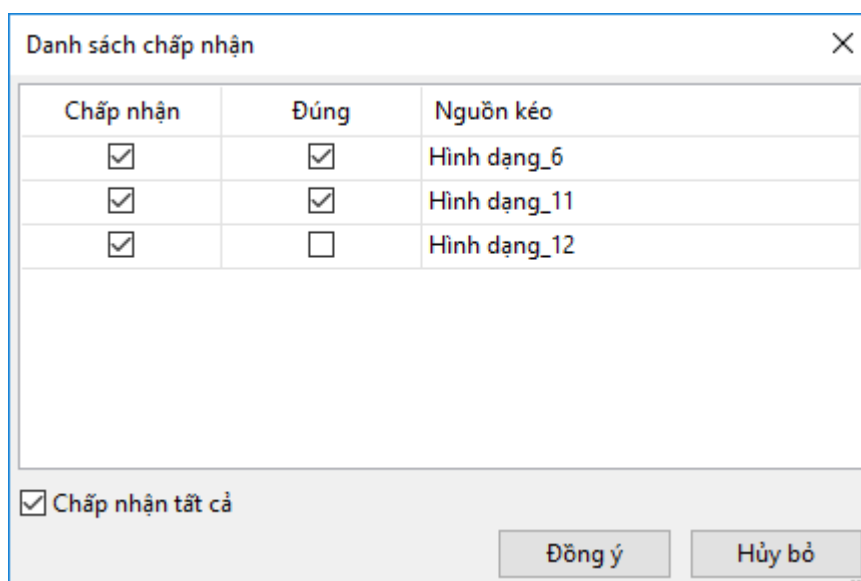 Danh sách chấp nhận
Chấp nhận Đúng Nguồn kéo
Hình dạng_6
Hình dạng_11
Hình dạng_12
Chấp nhận tất cả
Đồng ý Hủy bỏ